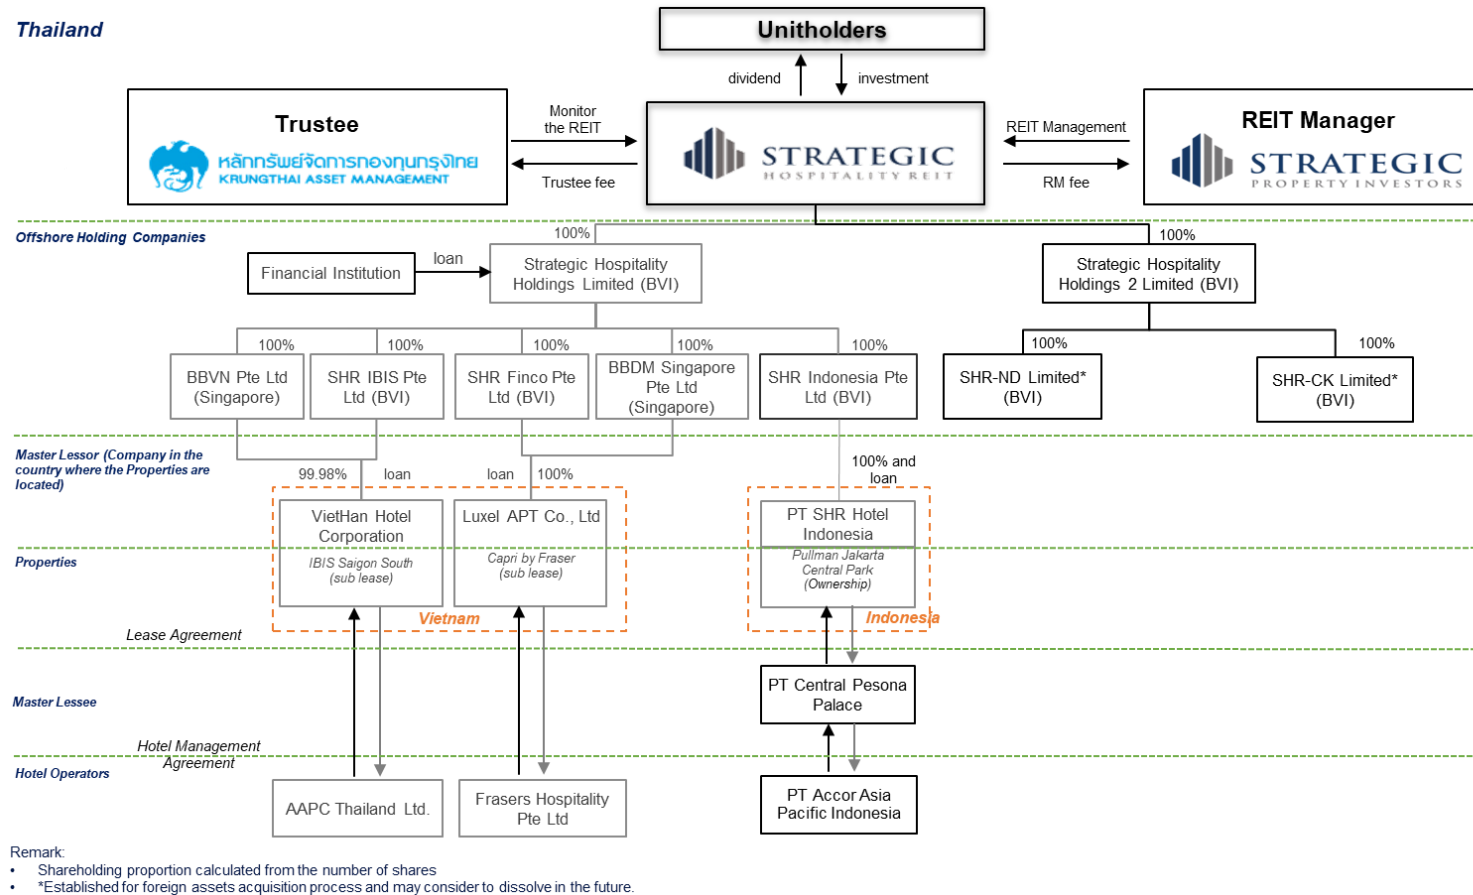 Thailand
Unitholders
dividend
investment
Trustee
หลักทรัพย์จัดการกองทุนกรุงไทย
KRUNGTHAI ASSET MANAGEMENT
Monitor
the REIT
Trustee fee
STRATEGIC
HOSPITALITY REIT
REIT Management
RM fee
REIT Manager
STRATEGIC
PROPERTY INVESTORS
Offshore Holding Companies
100%
100%
Financial Institution
loan
Strategic Hospitality
Holdings Limited (BVI)
Strategic Hospitality
Holdings 2 Limited (BVI)
100%
100%
100%
100%
100%
100%
100%
BBVN Pte Ltd
(Singapore)
SHR IBIS Pte
Ltd (BVI)
SHR Finco Pte
Ltd (BVI)
BBDM Singapore
Pte Ltd
(Singapore)
SHR Indonesia Pte
Ltd (BVI)
SHR-ND Limited*
(BVI)
SHR-CK Limited*
(BVI)
Master Lessor (Company in the
country where the Properties are
located)
99.98%
loan
loan
100%
100% and
loan
VietHan Hotel
Corporation
Luxel APT Co., Ltd
PT SHR Hotel
Indonesia
Properties
IBIS Saigon South
(sub lease)
Capri by Fraser
(sub lease)
Pullman Jakarta
Central Park
(Ownership)
Vietnam
Indonesia
Lease Agreement
Master Lessee
PT Central Pesona
Palace
Hotel Management
Agreement
Hotel Operators
AAPC Thailand Ltd.
Frasers Hospitality
Pte Ltd
PT Accor Asia
Pacific Indonesia
Remark:
• Shareholding proportion calculated from the number of shares
• *Established for foreign assets acquisition process and may consider to dissolve in the future.